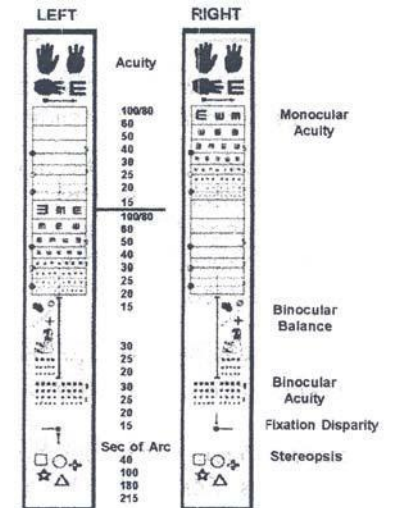 LEFT
RIGHT
Acuity
100/80
60
50
40
30
25
20
15
100/80
60
50
40
30
25
20
15
30
25
20
30
25
20
15
Sec of Arc
40
100
180
215
Monocular
Acuity
Binocular
Balance
Binocular
Acuity
Fixation Disparity
Stereopsis